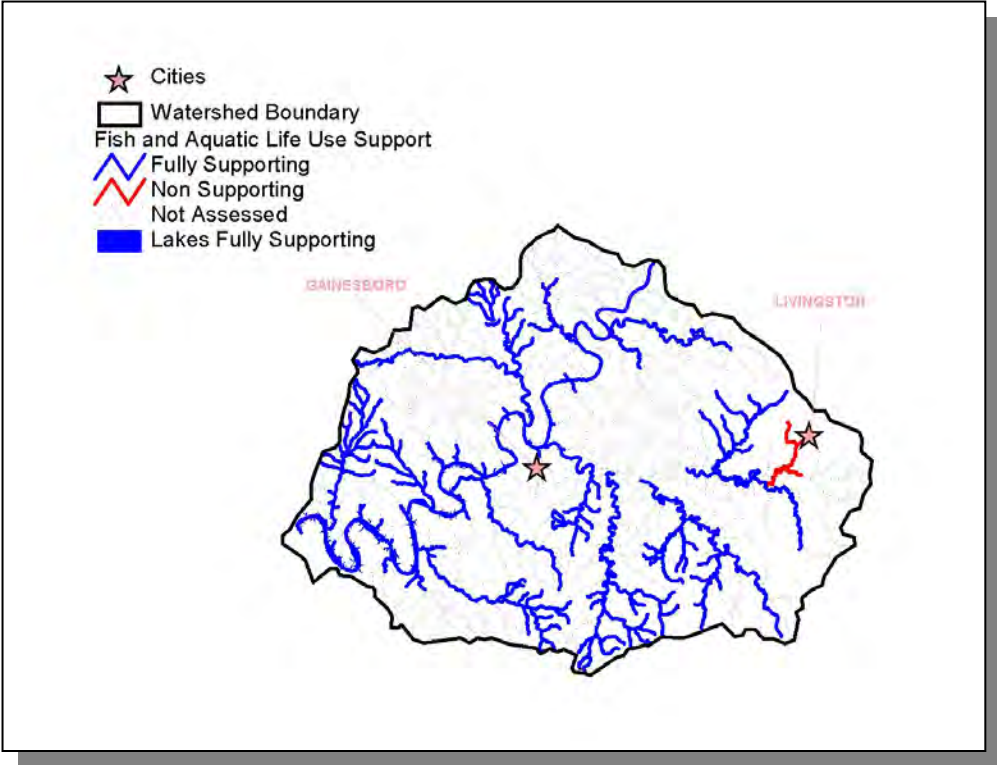 Cities
Watershed Boundary
Fish and Aquatic Life Use Support
Fully Supporting
Non Supporting
Not Assessed
Lakes Fully Supporting
GAINESBORO
LIVINGSTON